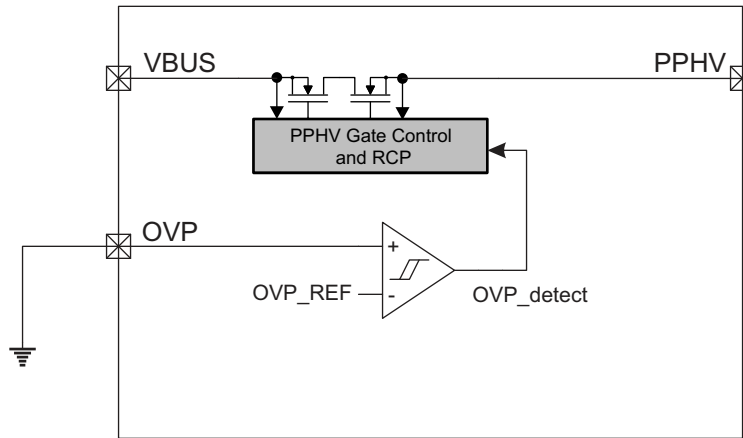 VBUS
PPHV
PPHV Gate Control
and RCP
OVP
+
OVP_REF
-
OVP_detect